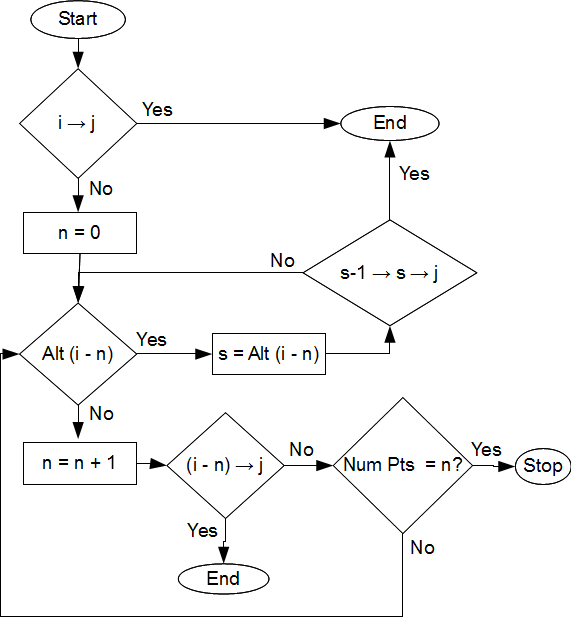 Start
i → j
Yes
End
No
Yes
n = 0
No
s-1 → s → j
Alt (i - n)
Yes
s = Alt (i - n)
No
n = n + 1
(i - n) → j
No
Num Pts = n?
Yes
Stop
Yes
No
End